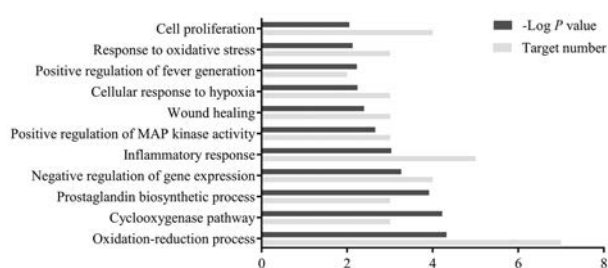 -Log P value
Target number
Cell proliferation
Response to oxidative stress
Positive regulation of fever generation
Cellular response to hypoxia
Wound healing
Positive regulation of MAP kinase activity
Inflammatory response
Negative regulation of gene expression
Prostaglandin biosynthetic process
Cyclooxygenase pathway
Oxidation-reduction process
0 2 4 6 8